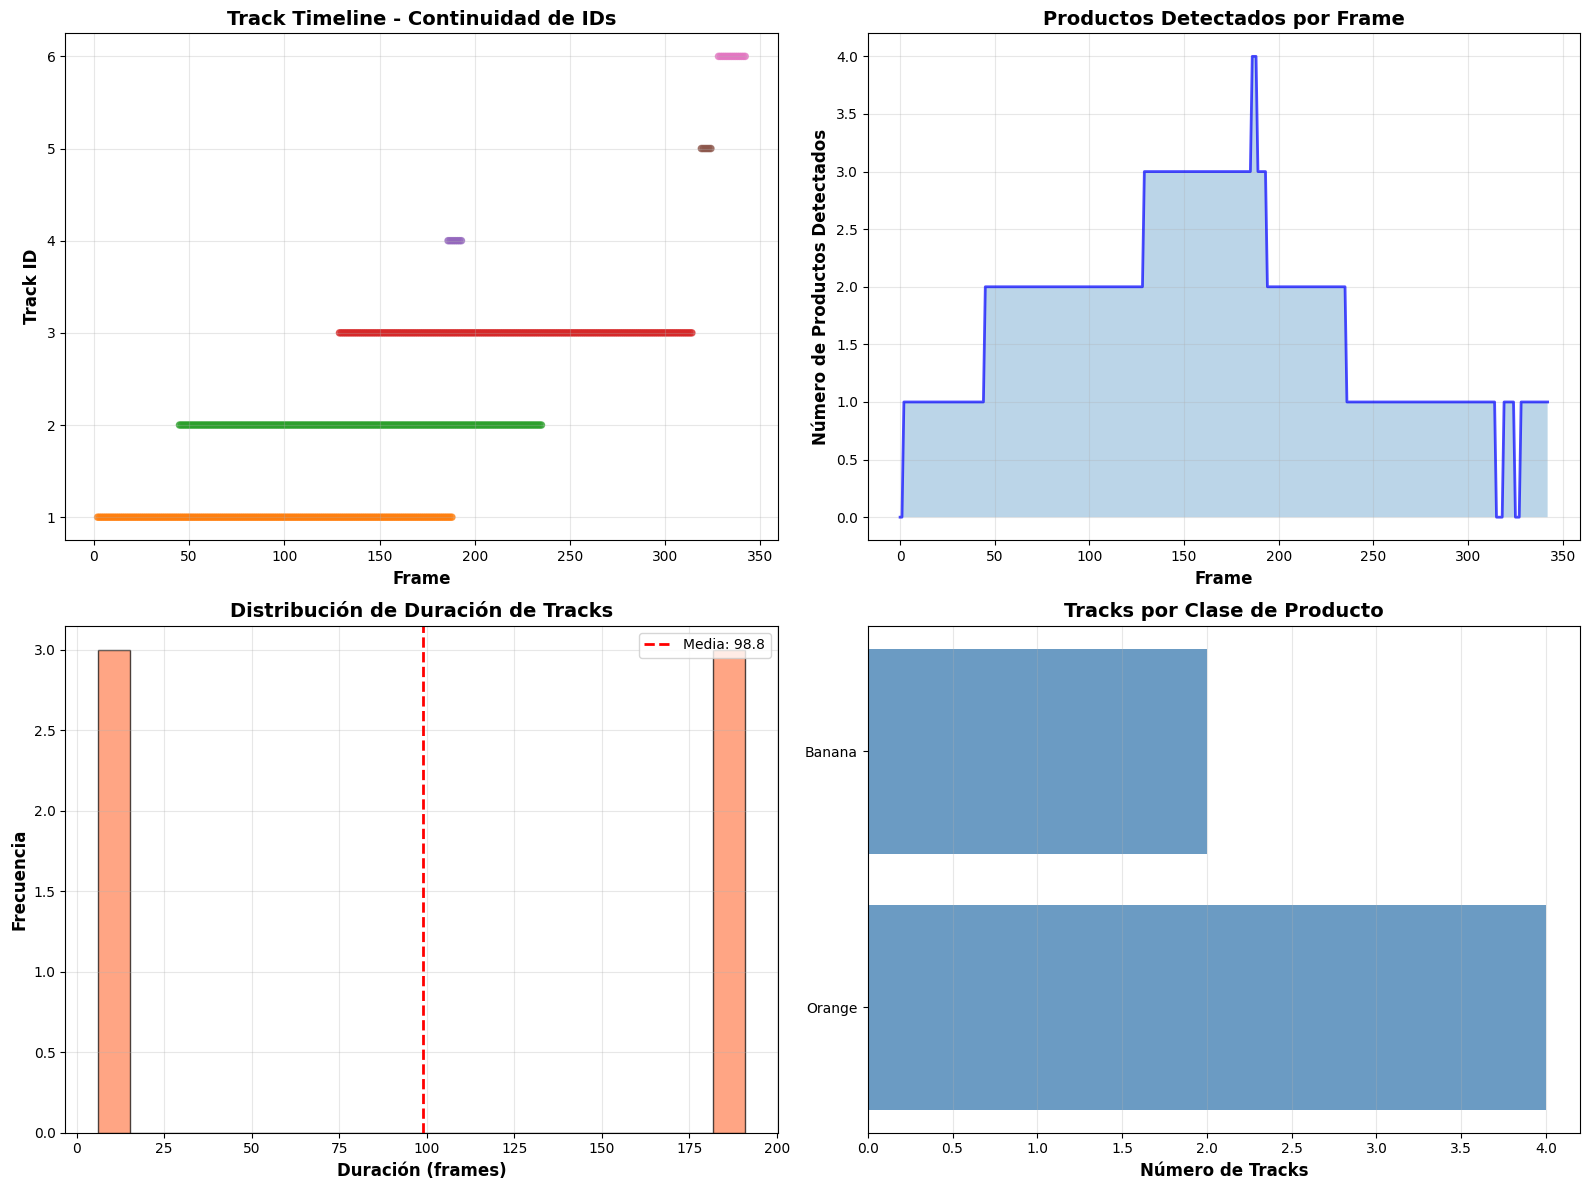 Track Timeline - Continuidad de IDs
6
5
4
3
2
1
Track ID
0 50 100 150 200 250 300 350
Frame
Productos Detectados por Frame
4.0
3.5
3.0
2.5
2.0
1.5
1.0
0.5
0.0
Número de Productos Detectados
0 50 100 150 200 250 300 350
Frame
Distribución de Duración de Tracks
Media: 98.8
3.0
2.5
2.0
1.5
1.0
0.5
0.0
Frecuencia
0 25 50 75 100 125 150 175 200
Duración (frames)
Tracks por Clase de Producto
Banana
Orange
0.0 0.5 1.0 1.5 2.0 2.5 3.0 3.5 4.0
Número de Tracks